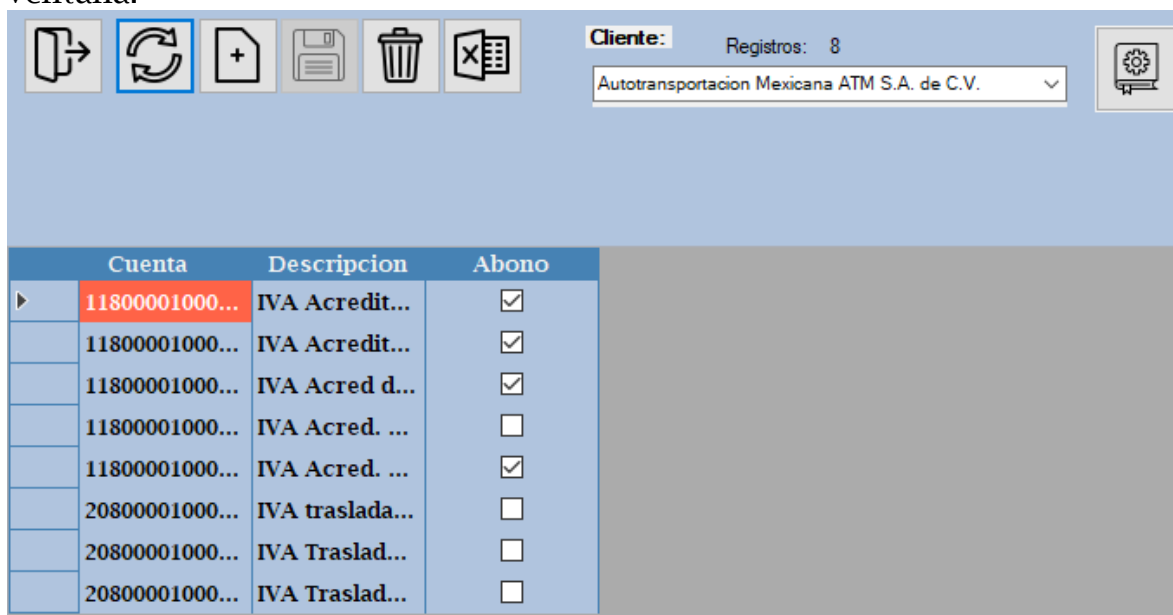 Cliente:
Registros: 8
Autotransportacion Mexicana ATM S.A. de C.V.
Cuenta Descripcion Abono
11800001000... IVA Acredit...
11800001000... IVA Acredit...
11800001000... IVA Acred d...
11800001000... IVA Acred. ...
11800001000... IVA Acred. ...
20800001000... IVA traslada...
20800001000... IVA Traslad...
20800001000... IVA Traslad...